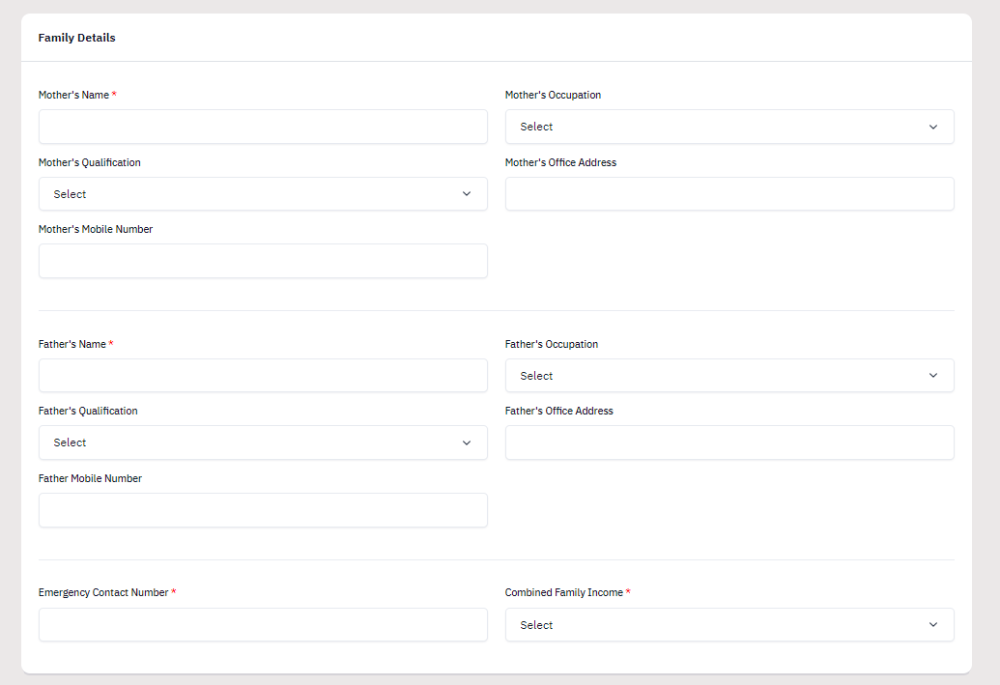 Family Details
Mother's Name *
Mother's Occupation
Select
Mother's Qualification
Mother's Office Address
Select
Mother's Mobile Number
Father's Name *
Father's Occupation
Select
Father's Qualification
Father's Office Address
Select
Father Mobile Number
Emergency Contact Number *
Combined Family Income *
Select